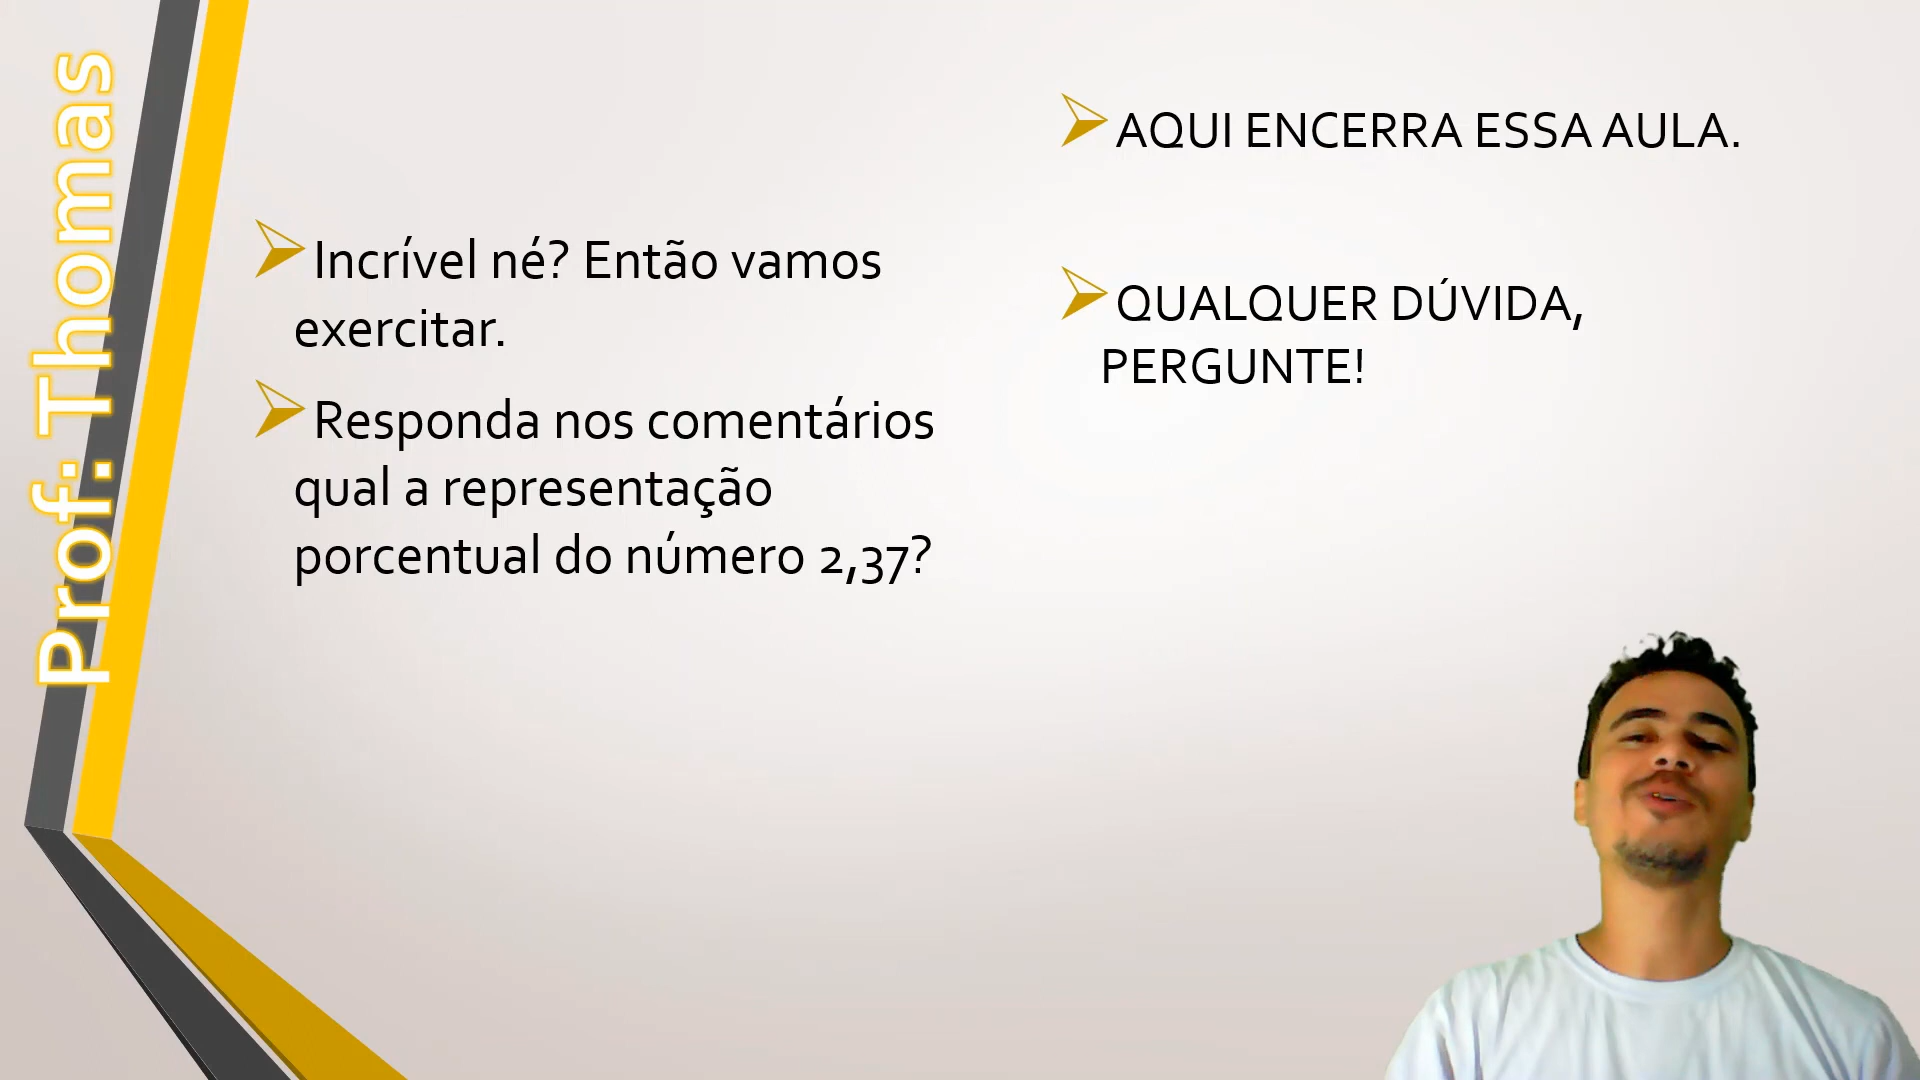 Prof. Thomas
Incrível né? Então vamos
exercitar.
Responda nos comentários
qual a representação
porcentual do número 2,37?
AQUI ENCERRA ESSA AULA.
QUALQUER DÚVIDA,
PERGUNTE!